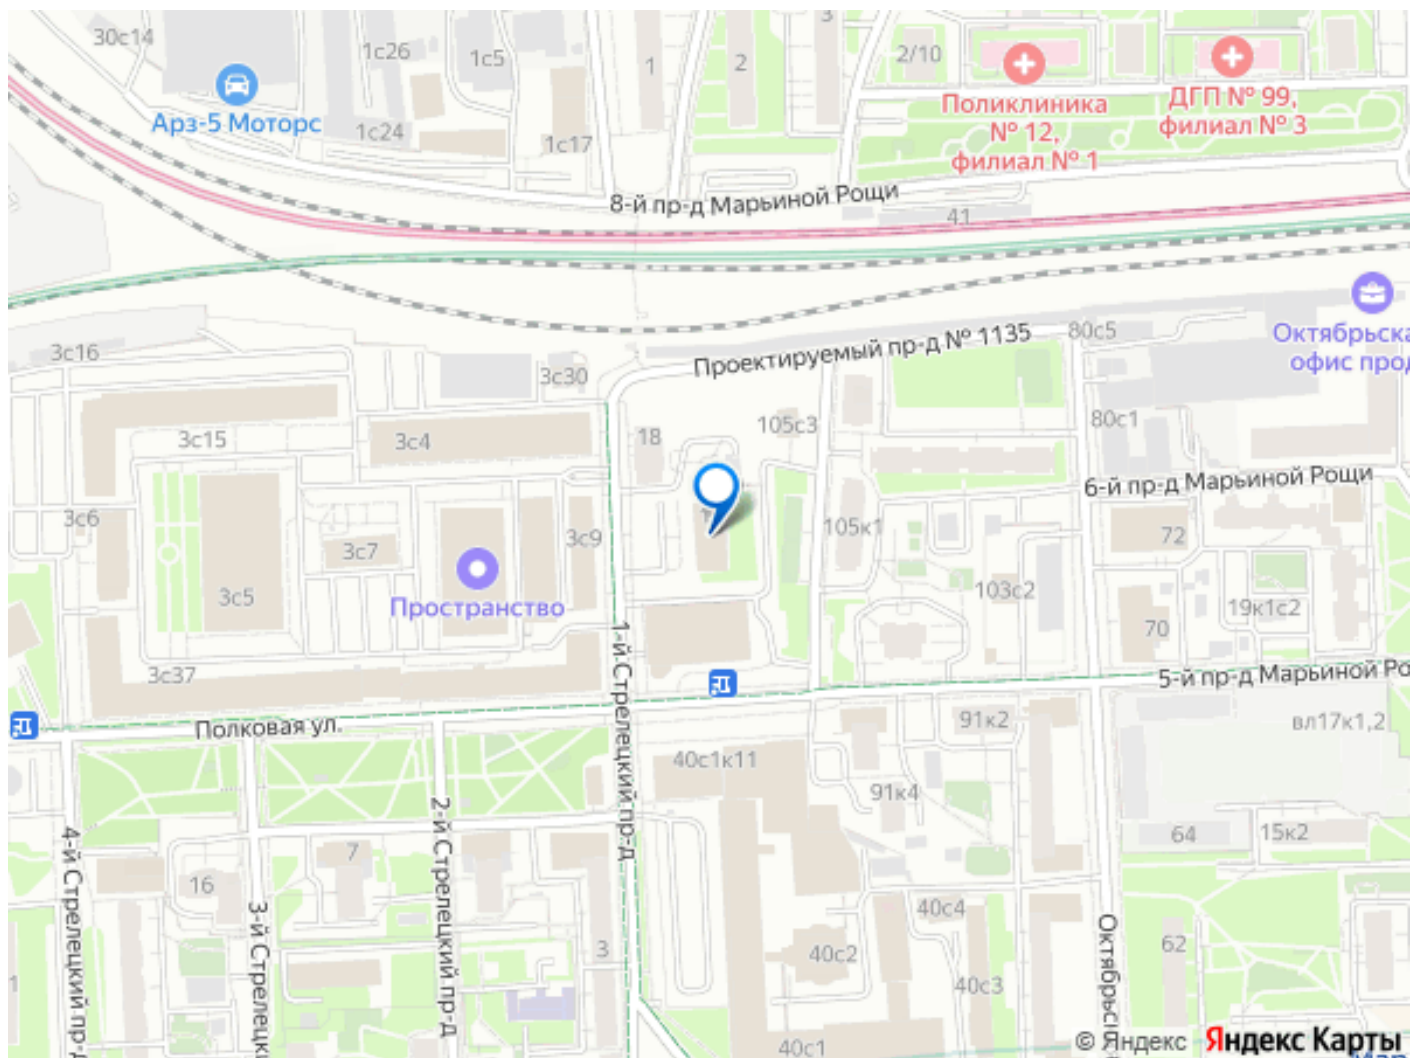 30с14
1с26
1с5
1
2
3
2/10
Арз-5 Моторс
1с24
1с17
Поликлиника
№ 12,
филиал № 1
ДГП № 99,
филиал № 3
8-й пр-д Марьиной Рощи
41
Проектируемый пр-д № 1135
80с5
Октябрьска
офис прод
3с16
3с30
3с15
3с4
18
105с3
80с1
6-й пр-д Марьиной Рощи
3с6
3с7
3с9
105к1
72
3с5
Пространство
103с2
19к1с2
70
3с37
1-й Стрелецкий пр-д
5-й пр-д Марьиной Ро
Полковая ул.
91к2
вл17к1,2
40с1к11
91к4
64
15к2
4-й Стрелецкий пр-д
7
2-й Стрелецкий пр-д
16
3-й Стрелецки
40с4
3
40с2
62
Октябрьс
1
40с3
40с1
© Яндекс Яндекс Карты